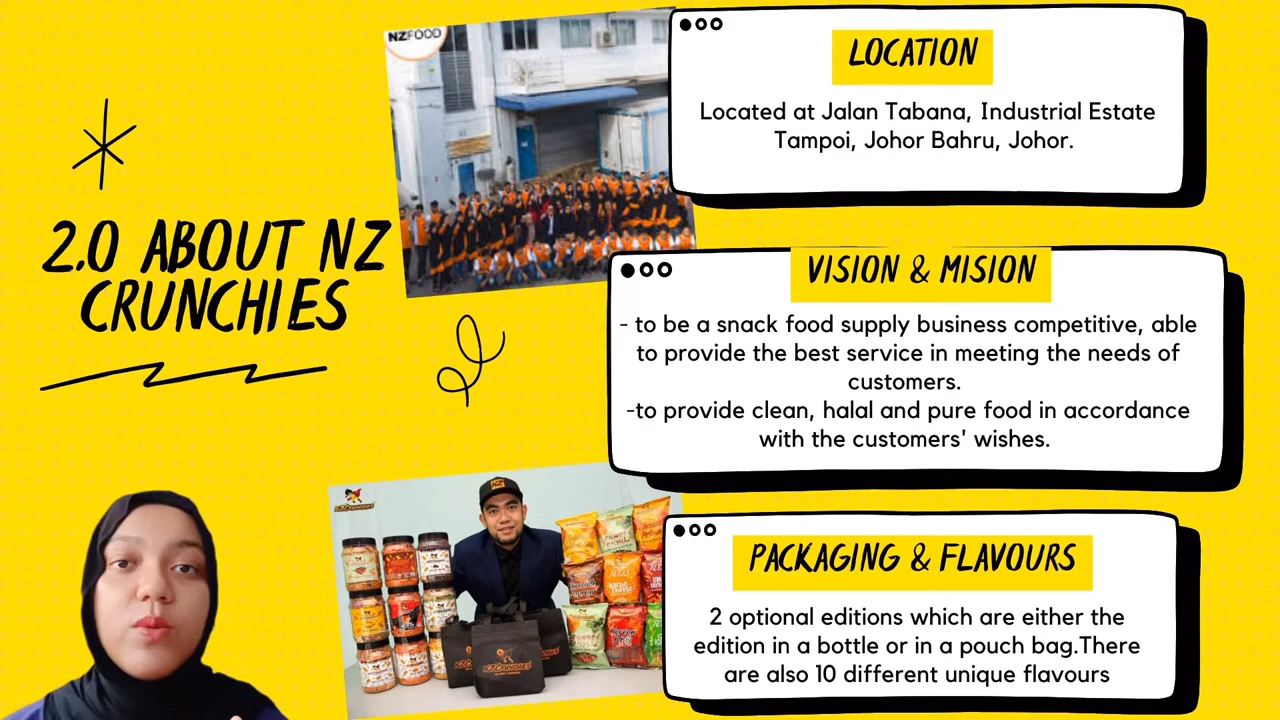 2.0 ABOUT NZ
CRUNCHIES
NZFOOD
LOCATION
Located at Jalan Tabana, Industrial Estate
Tampoi, Johor Bahru, Johor.
VISION & MISION
- to be a snack food supply business competitive, able
to provide the best service in meeting the needs of
customers.
-to provide clean, halal and pure food in accordance
with the customers' wishes.
NZCRUNCHIES
NZ
NZCRUNCHIES
PACKAGING & FLAVOURS
2 optional editions which are either the
edition in a bottle or in a pouch bag.There
are also 10 different unique flavours